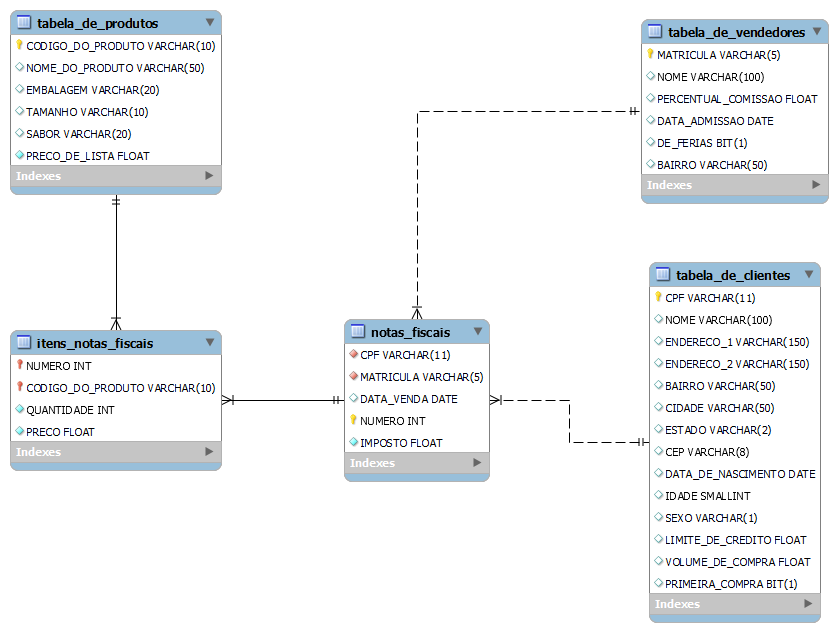 tabela_de_produtos
CODIGO_DO_PRODUTO VARCHAR(10)
NOME_DO_PRODUTO VARCHAR(50)
EMBALAGEM VARCHAR(20)
TAMANHO VARCHAR(10)
SABOR VARCHAR(20)
PRECO_DE_LISTA FLOAT
Indexes
tabela_de_vendedores
MATRICULA VARCHAR(5)
NOME VARCHAR(100)
PERCENTUAL_COMISSAO FLOAT
DATA_ADMISSAO DATE
DE_FERIAS BIT(1)
BAIRRO VARCHAR(50)
Indexes
itens_notas_fiscais
NUMERO INT
CODIGO_DO_PRODUTO VARCHAR(10)
QUANTIDADE INT
PRECO FLOAT
Indexes
notas_fiscais
CPF VARCHAR(11)
MATRICULA VARCHAR(5)
DATA_VENDA DATE
NUMERO INT
IMPOSTO FLOAT
Indexes
tabela_de_clientes
CPF VARCHAR(11)
NOME VARCHAR(100)
ENDERECO_1 VARCHAR(150)
ENDERECO_2 VARCHAR(150)
BAIRRO VARCHAR(50)
CIDADE VARCHAR(50)
ESTADO VARCHAR(2)
CEP VARCHAR(8)
DATA_DE_NASCIMENTO DATE
IDADE SMALLINT
SEXO VARCHAR(1)
LIMITE_DE_CREDITO FLOAT
VOLUME_DE_COMPRA FLOAT
PRIMEIRA_COMPRA BIT(1)
Indexes